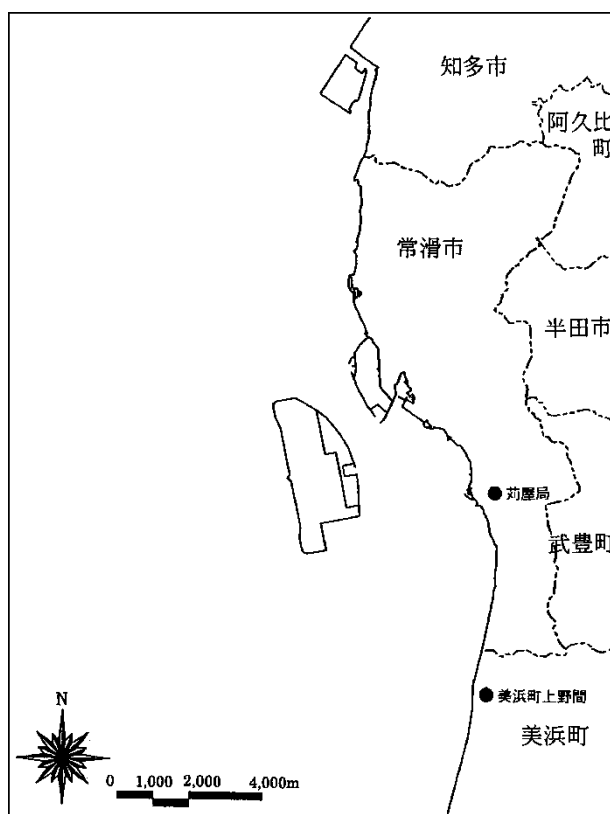 知多市
阿久比
町
常滑市
半田市
苅屋局
武豊町
美浜町上野間
美浜町
N
0 1,000 2,000 4,000m